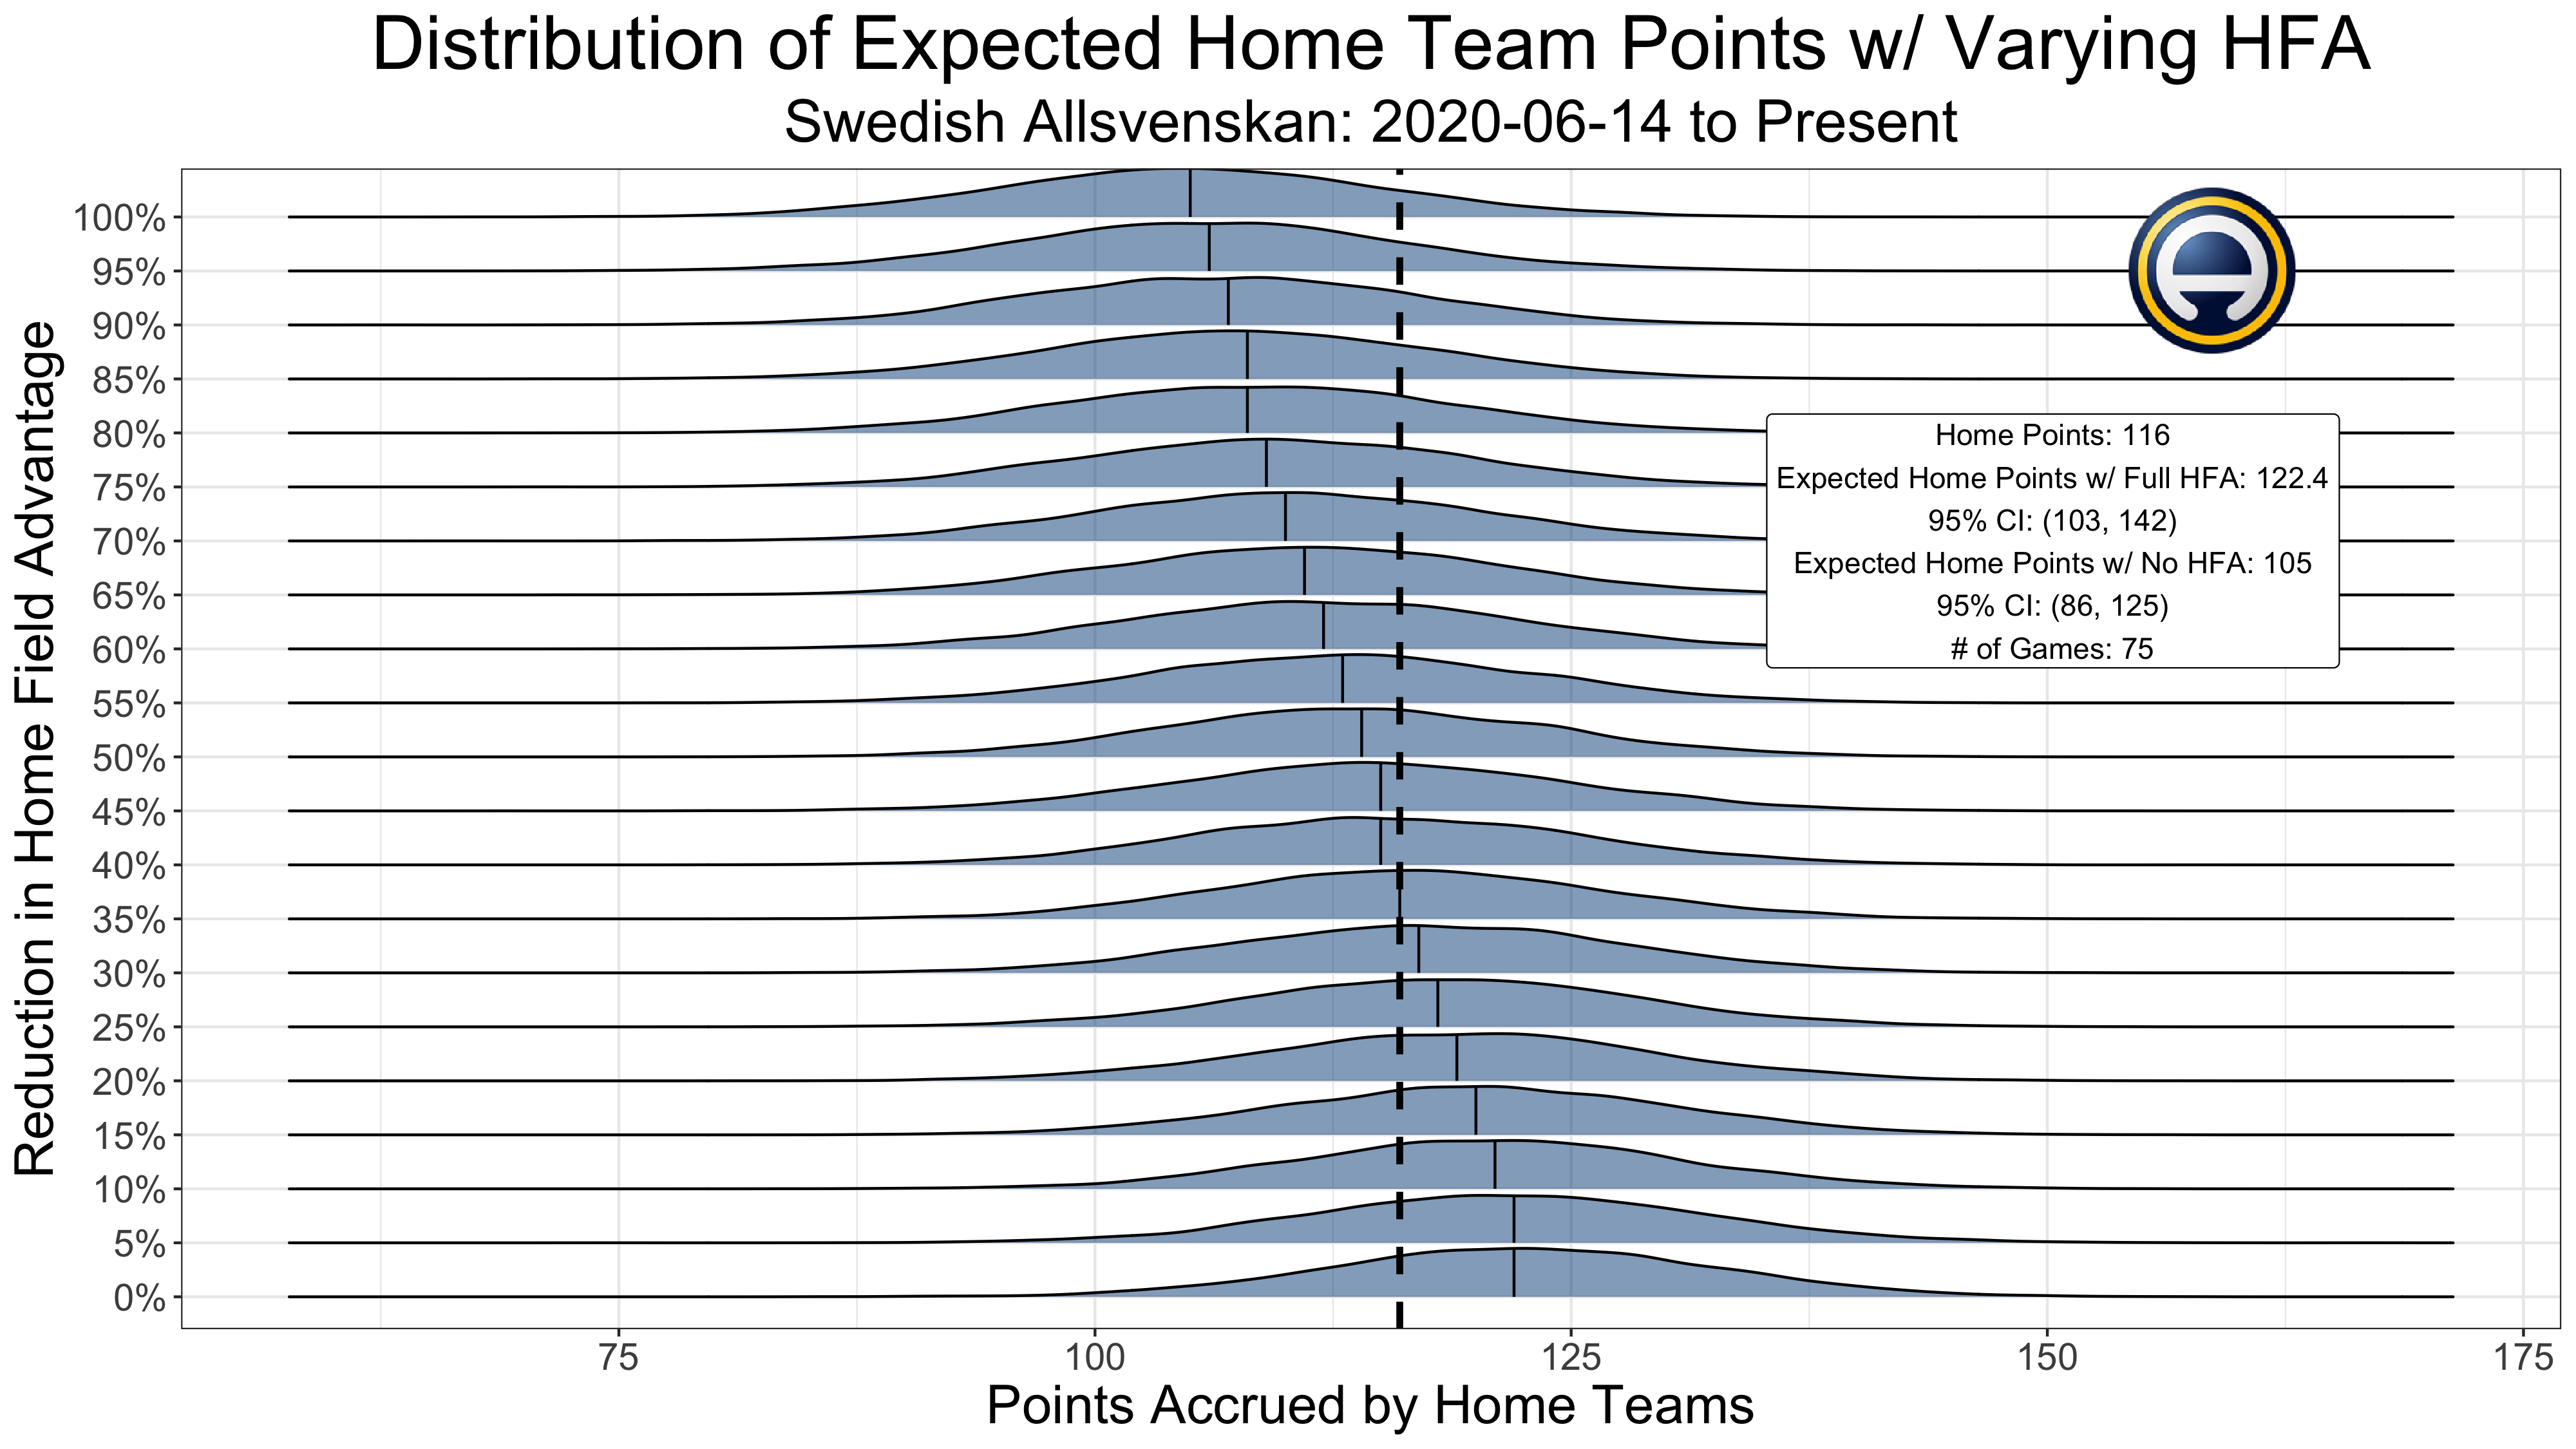 Distribution of Expected Home Team Points w/ Varying HFA
Swedish Allsvenskan: 2020-06-14 to Present
Reduction in Home Field Advantage
100%
95%
90%
85%
80%
75%
70%
65%
60%
55%
50%
45%
40%
35%
30%
25%
20%
15%
10%
5%
0%
Home Points: 116
Expected Home Points w/ Full HFA: 122.4
95% CI: (103, 142)
Expected Home Points w/ No HFA: 105
95% CI: (86, 125)
# of Games: 75
75 100 125 150 175
Points Accrued by Home Teams